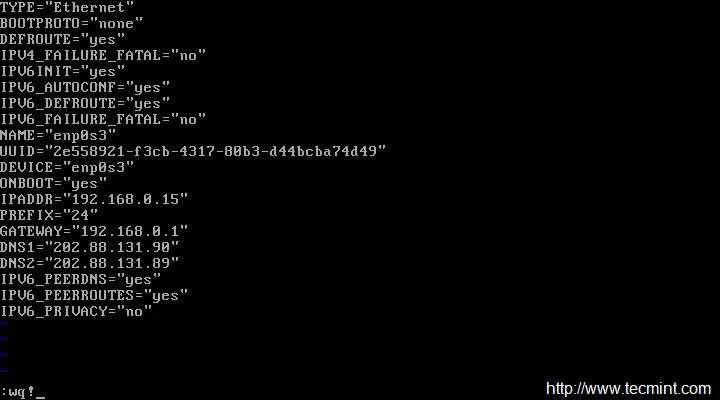 TYPE="Ethernet"
BOOTPROTO="none"
DEFROUTE="yes"
IPV4_FAILURE_FATAL="no"
IPV6INIT="yes"
IPV6_AUTOCONF="yes"
IPV6_DEFROUTE="yes"
IPV6_FAILURE_FATAL="no"
NAME="enp0s3"
UUID="2e558921-f3cb-4317-80b3-d44bcba74d49"
DEVICE="enp0s3"
ONBOOT="yes"
IPADDR="192.168.0.15"
PREFIX="24"
GATEWAY="192.168.0.1"
DNS1="202.88.131.90"
DNS2="202.88.131.89"
IPV6_PEERDNS="yes"
IPV6_PEERROUTES="yes"
IPV6_PRIVACY="no"
~
~
~
~
:wq!_
http://www.tecmint.com